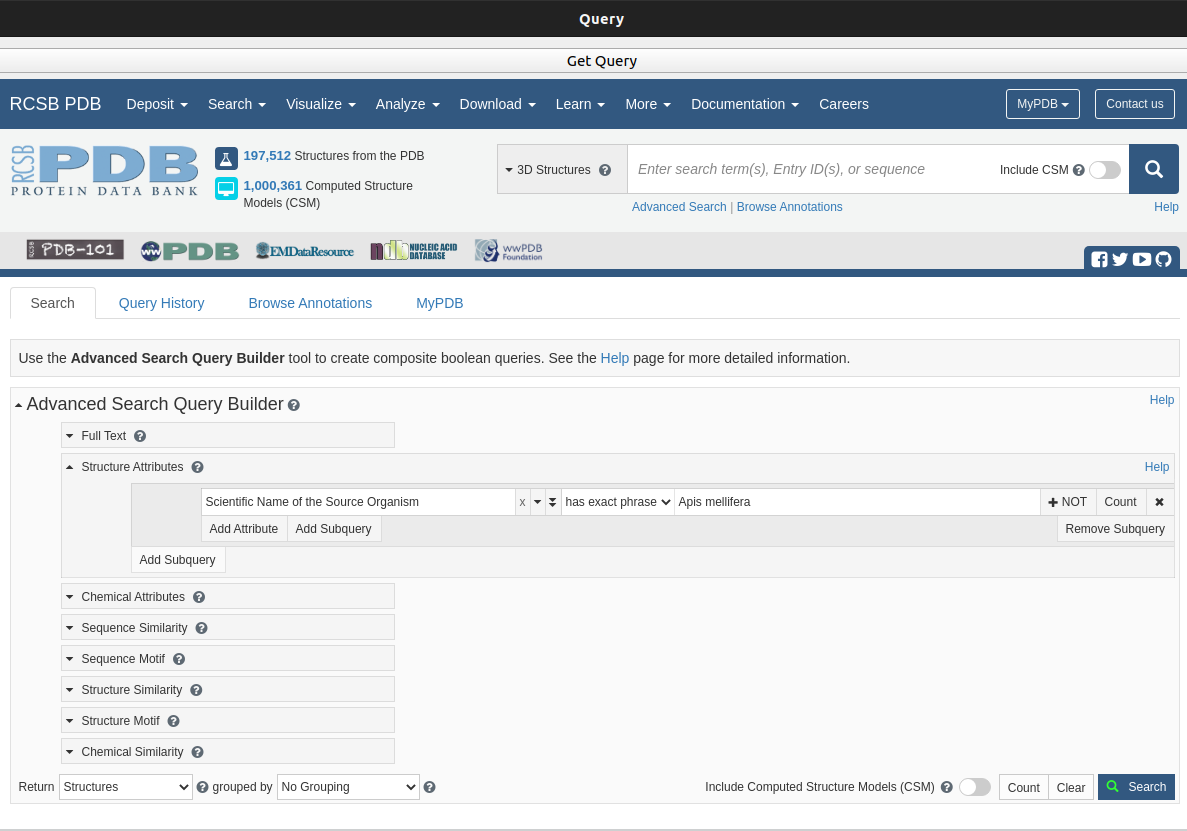 Query
Get Query
RCSB PDB Deposit Search Visualize Analyze Download Learn More Documentation Careers MyPDB Contact us
RCSB PDB
PROTEIN DATA BANK
197,512 Structures from the PDB
1,000,361 Computed Structure
Models (CSM)
3D Structures ? Enter search term(s), Entry ID(s), or sequence Include CSM ?
Advanced Search | Browse Annotations Help
RCSB PDB-101 wwPDB EMDataResource ndb NUCLEIC ACID DATABASE wwPDB Foundation
Search Query History Browse Annotations MyPDB
Use the Advanced Search Query Builder tool to create composite boolean queries. See the Help page for more detailed information.
Advanced Search Query Builder ? Help
Full Text ?
Structure Attributes ? Help
Scientific Name of the Source Organism x has exact phrase Apis mellifera + NOT Count ✖
Add Attribute Add Subquery Remove Subquery
Add Subquery
Chemical Attributes ?
Sequence Similarity ?
Sequence Motif ?
Structure Similarity ?
Structure Motif ?
Chemical Similarity ?
Return Structures ? grouped by No Grouping ? Include Computed Structure Models (CSM) ? Count Clear Search